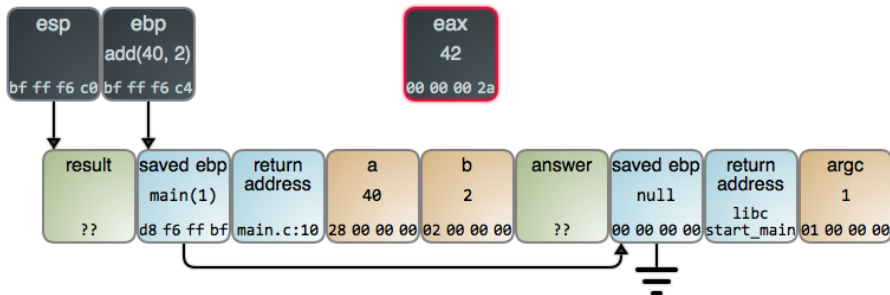 esp
ebp
eax
add(40, 2)
42
bf ff f6 c0
bf ff f6 c4
00 00 00 2a
result
saved ebp
return address
a
b
answer
saved ebp
return address
argc
main(1)
40
2
null
libc start_main
1
??
d8 f6 ff bf
main.c:10
28 00 00 00
02 00 00 00
??
00 00 00 00
01 00 00 00